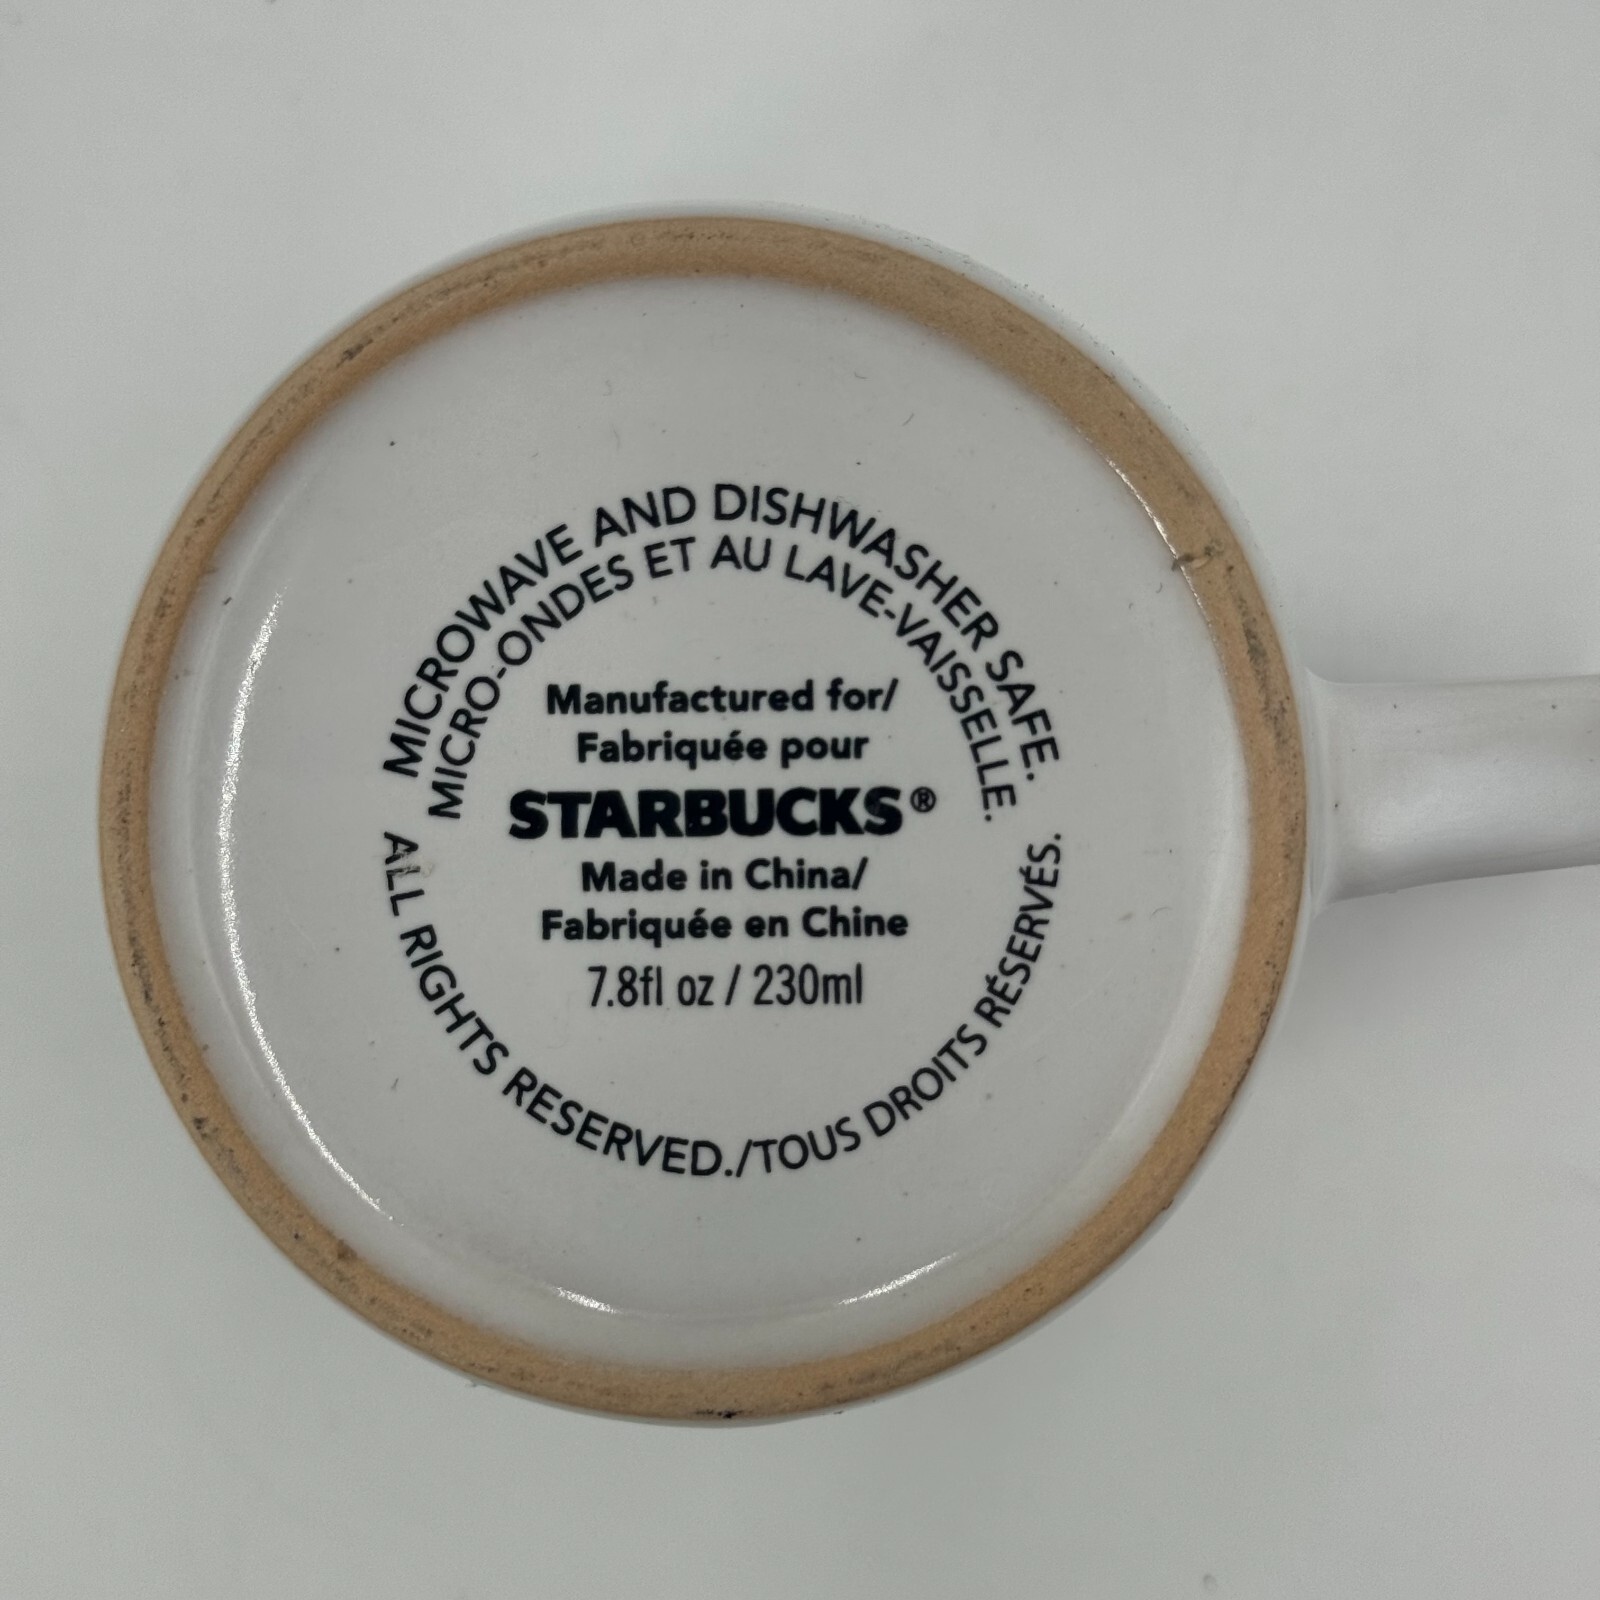 MICROWAVE AND DISHWASHER SAFE.
MICRO-ONDES ET AU LAVE-VAISSELLE.
Manufactured for/
Fabriquée pour
STARBUCKS®
Made in China/
Fabriquée en Chine
7.8fl oz / 230ml
ALL RIGHTS RESERVED./TOUS DROITS RÉSERVÉS.